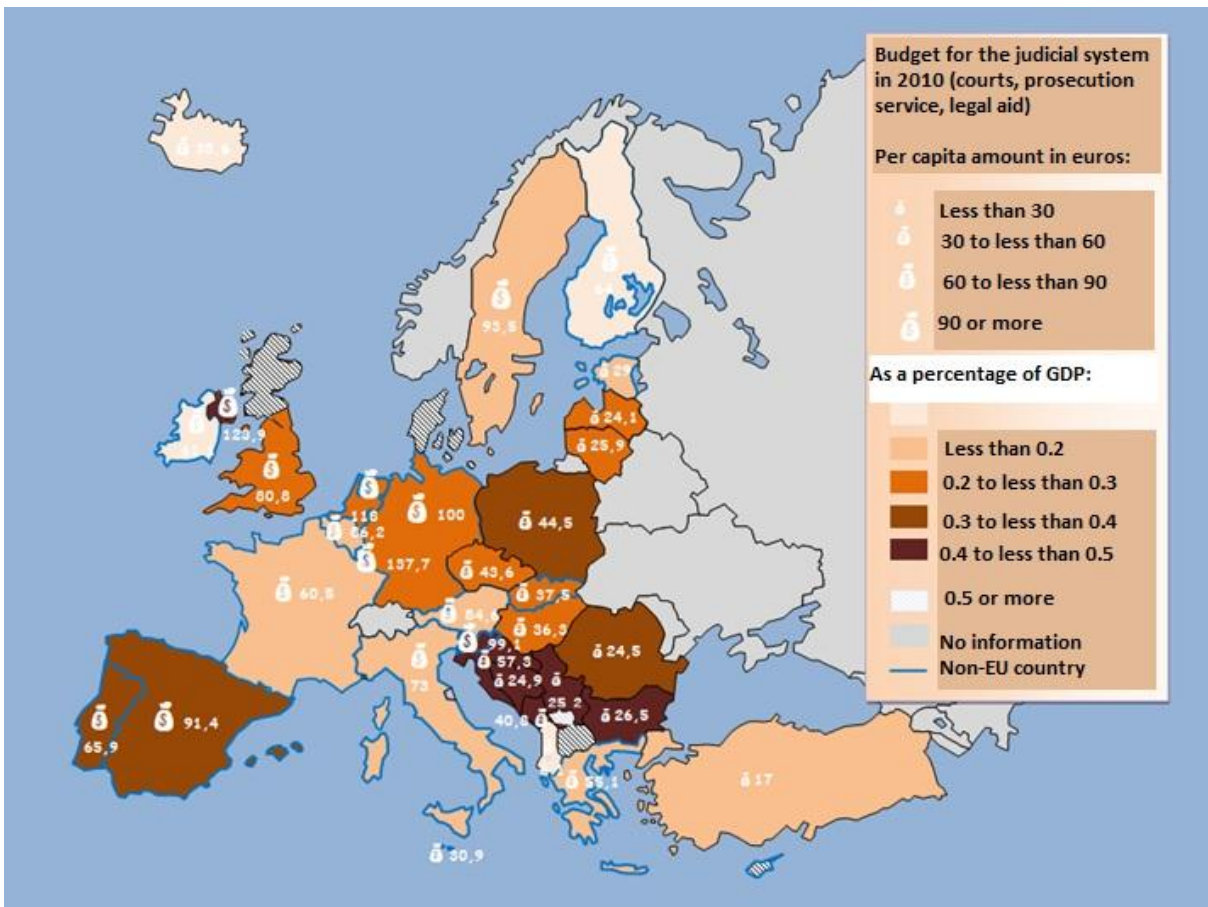 Budget for the judicial system
in 2010 (courts, prosecution
service, legal aid)
Per capita amount in euros:
Less than 30
30 to less than 60
60 to less than 90
90 or more
As a percentage of GDP:
Less than 0.2
0.2 to less than 0.3
0.3 to less than 0.4
0.4 to less than 0.5
0.5 or more
No information
Non-EU country
93,5
29
24,1
25,9
123,9
80,8
118
100
44,5
137,7
43,6
60,5
37,5
36,3
99,1
57,3
24,9
24,5
73
25,2
40,8
26,5
91,4
65,9
55,1
17
30,9